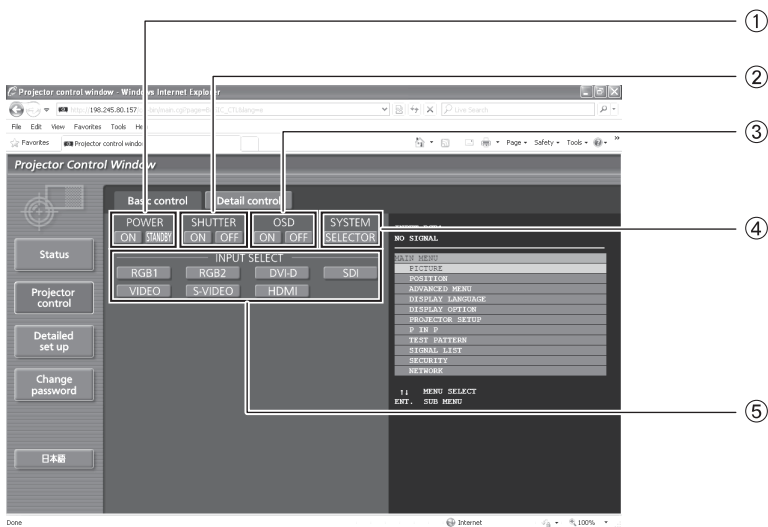 ①
②
③
④
⑤
Projector control window - Windows Internet Explorer
http://198.245.80.157
Live Search
File Edit View Favorites Tools Help
Favorites Projector control window
Page Safety Tools
Projector Control Window
Basic control Detail control
POWER SHUTTER OSD SYSTEM
ON STANDBY ON OFF ON OFF SELECTOR
INPUT SELECT
RGB1 RGB2 DVI-D SDI
VIDEO S-VIDEO HDMI
Status
Projector
control
Detailed
set up
Change
password
日本語
NO SIGNAL
MAIN MENU
PICTURE
POSITION
ADVANCED MENU
DISPLAY LANGUAGE
DISPLAY OPTION
PROJECTOR SETUP
P IN P
TEST PATTERN
SIGNAL LIST
SECURITY
NETWORK
↑↓ MENU SELECT
ENT. SUB MENU
Done Internet 100%